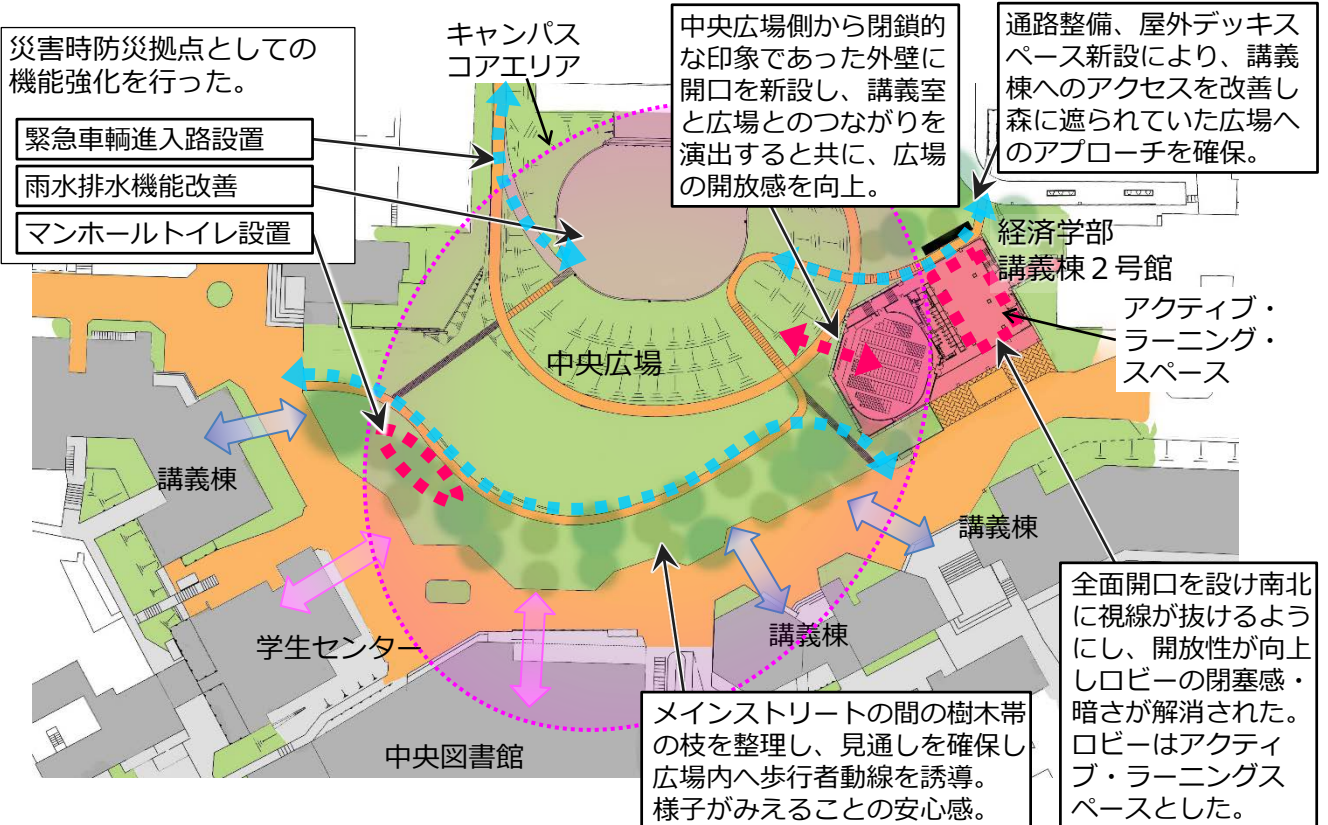 災害時防災拠点としての
機能強化を行った。
緊急車輌進入路設置
雨水排水機能改善
マンホールトイレ設置
キャンパス
コアエリア
中央広場側から閉鎖的
な印象であった外壁に
開口を新設し、講義室
と広場とのつながりを
演出すると共に、広場
の開放感を向上。
通路整備、屋外デッキス
ペース新設により、講義
棟へのアクセスを改善し
森に遮られていた広場へ
のアプローチを確保。
経済学部
講義棟２号館
アクティブ・
ラーニング・
スペース
中央広場
講義棟
講義棟
講義棟
学生センター
中央図書館
メインストリートの間の樹木帯
の枝を整理し、見通しを確保し
広場内へ歩行者動線を誘導。
様子がみえることの安心感。
全面開口を設け南北
に視線が抜けるよう
にし、開放性が向上
しロビーの閉塞感・
暗さが解消された。
ロビーはアクティ
ブ・ラーニングス
ペースとした。